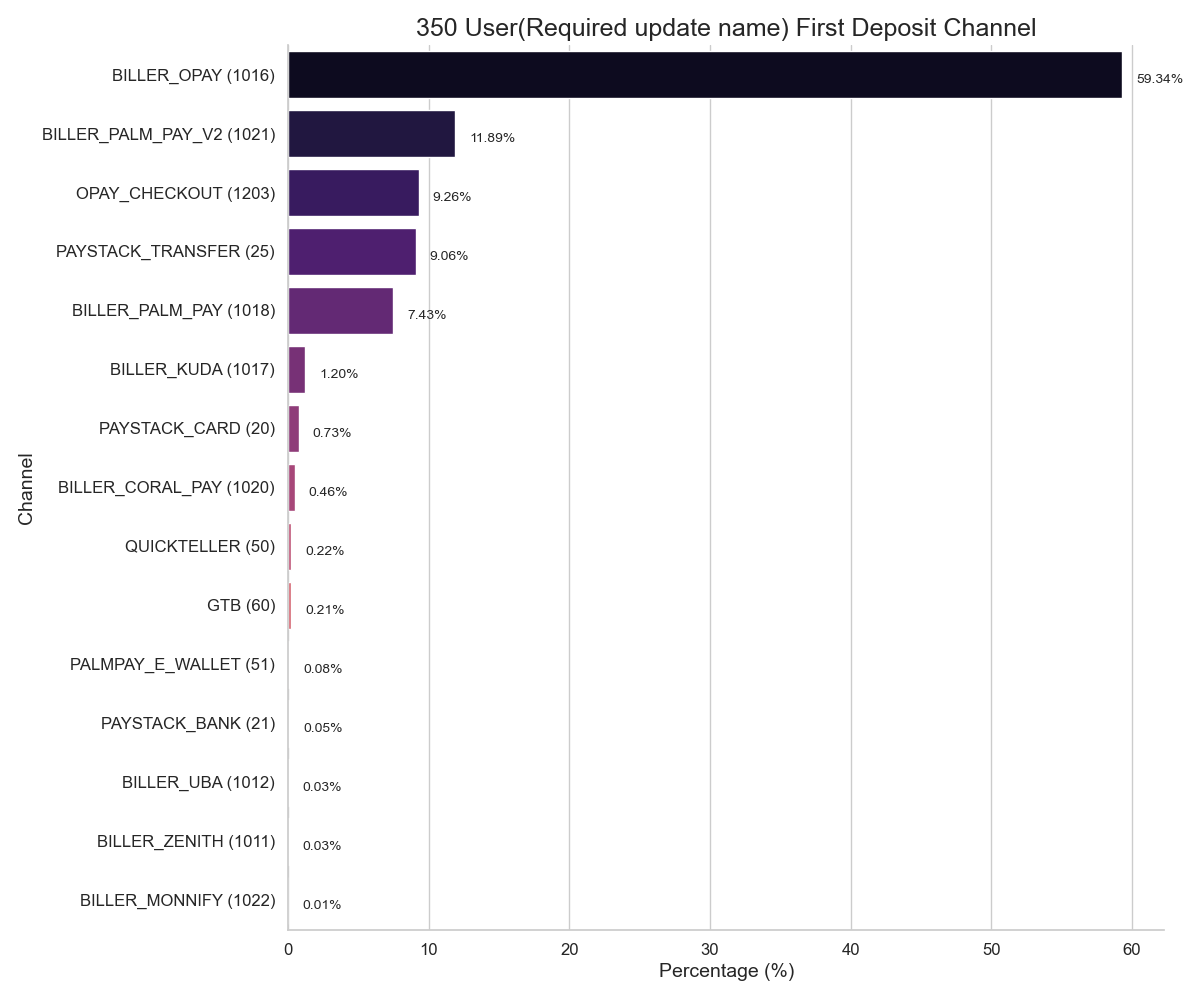 350 User(Required update name) First Deposit Channel
BILLER_OPAY (1016) 59.34%
BILLER_PALM_PAY_V2 (1021) 11.89%
OPAY_CHECKOUT (1203) 9.26%
PAYSTACK_TRANSFER (25) 9.06%
BILLER_PALM_PAY (1018) 7.43%
BILLER_KUDA (1017) 1.20%
PAYSTACK_CARD (20) 0.73%
BILLER_CORAL_PAY (1020) 0.46%
QUICKTELLER (50) 0.22%
GTB (60) 0.21%
PALMPAY_E_WALLET (51) 0.08%
PAYSTACK_BANK (21) 0.05%
BILLER_UBA (1012) 0.03%
BILLER_ZENITH (1011) 0.03%
BILLER_MONNIFY (1022) 0.01%
Channel
0 10 20 30 40 50 60
Percentage (%)